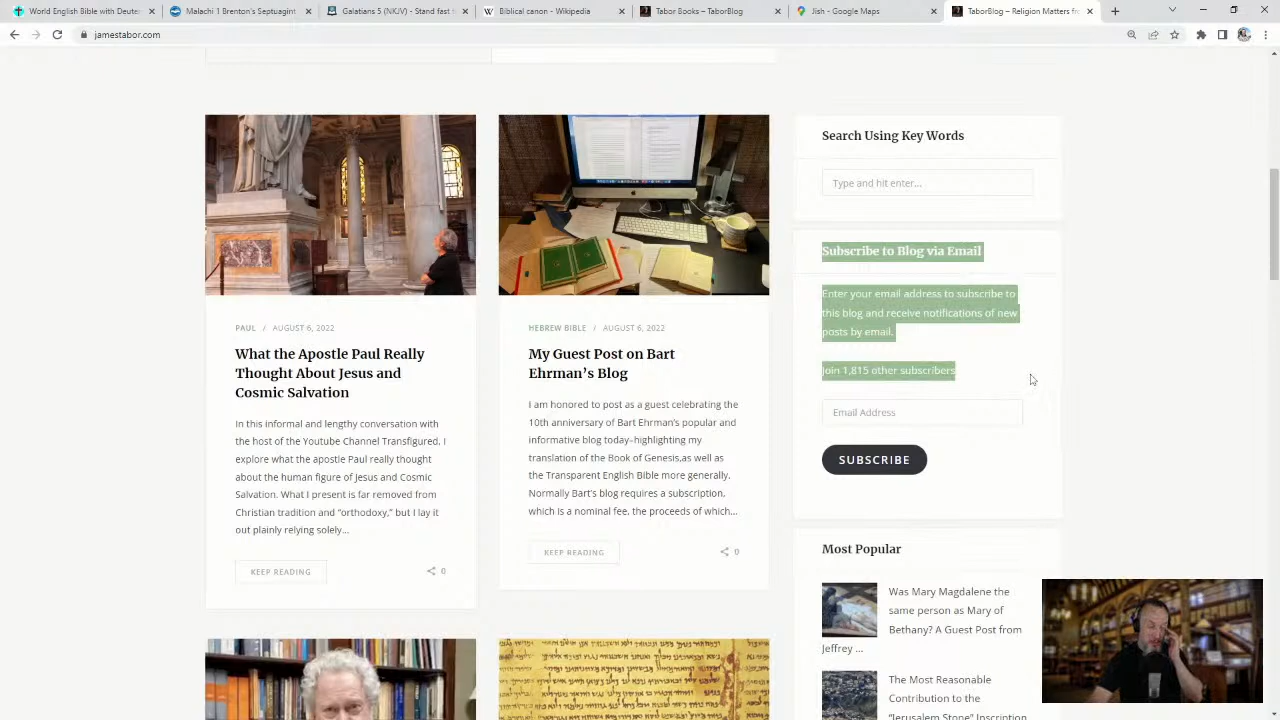 World English Bible with Deuter
Malachi 1 Brenton's Septuagint
Galatians 5 (NKJV) - Stand fast
Biblical canon - Wikipedia
Tabor Books – Tabor Blog
Jish - Google Maps
TaborBlog – Religion Matters fr
jamestabor.com
PAUL / AUGUST 6, 2022
What the Apostle Paul Really
Thought About Jesus and
Cosmic Salvation
In this informal and lengthy conversation with
the host of the Youtube Channel Transfigured, I
explore what the apostle Paul really thought
about the human figure of Jesus and Cosmic
Salvation. What I present is far removed from
Christian tradition and "orthodoxy," but I lay it
out plainly relying solely...
KEEP READING
0
HEBREW BIBLE / AUGUST 6, 2022
My Guest Post on Bart
Ehrman's Blog
I am honored to post as a guest celebrating the
10th anniversary of Bart Ehrman's popular and
informative blog today–highlighting my
translation of the Book of Genesis,as well as
the Transparent English Bible more generally.
Normally Bart's blog requires a subscription,
which is a nominal fee, the proceeds of which...
KEEP READING
0
Search Using Key Words
Type and hit enter...
Subscribe to Blog via Email
Enter your email address to subscribe to
this blog and receive notifications of new
posts by email.
Join 1,815 other subscribers
Email Address
SUBSCRIBE
Most Popular
Was Mary Magdalene the
same person as Mary of
Bethany? A Guest Post from
Jeffrey ...
The Most Reasonable
Contribution to the
"Jerusalem Stone" Inscription